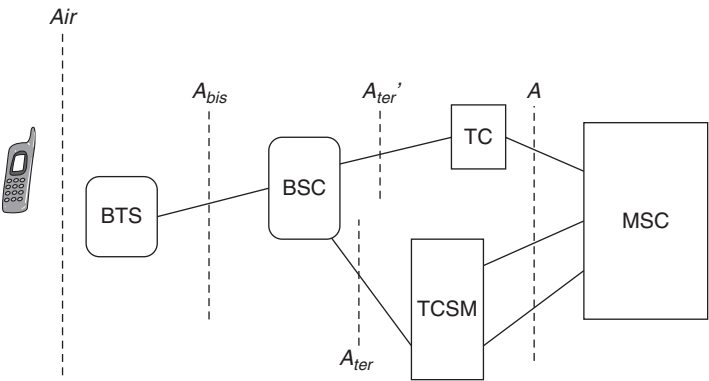 Air
Abis
Ater'
A
TC
BSC
MSC
BTS
TCSM
Ater